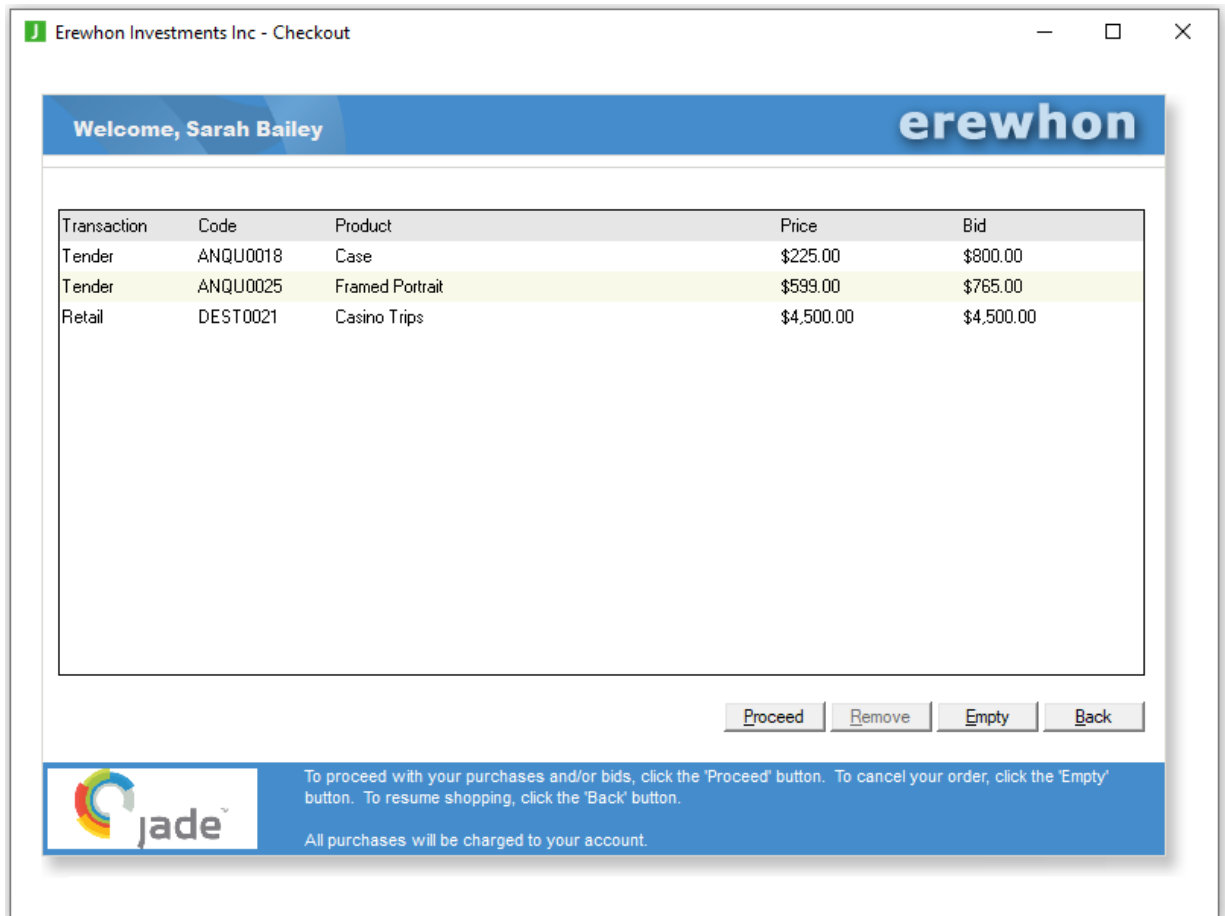 Erewhon Investments Inc - Checkout
Welcome, Sarah Bailey
erewhon
Transaction Code Product Price Bid
Tender ANQU0018 Case $225.00 $800.00
Tender ANQU0025 Framed Portrait $599.00 $765.00
Retail DEST0021 Casino Trips $4,500.00 $4,500.00
Proceed Remove Empty Back
jade™
To proceed with your purchases and/or bids, click the 'Proceed' button. To cancel your order, click the 'Empty'
button. To resume shopping, click the 'Back' button.
All purchases will be charged to your account.